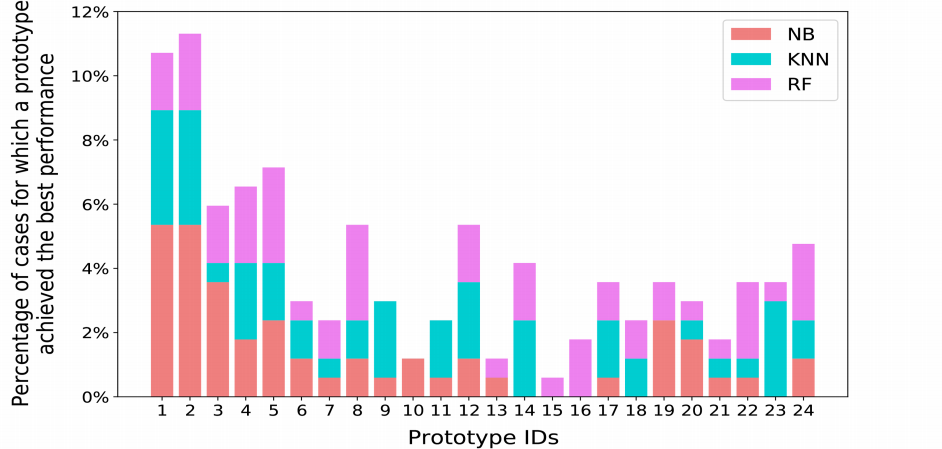 Percentage of cases for which a prototype
achieved the best performance
12%
10%
8%
6%
4%
2%
0%
NB
KNN
RF
1 2 3 4 5 6 7 8 9 10 11 12 13 14 15 16 17 18 19 20 21 22 23 24
Prototype IDs